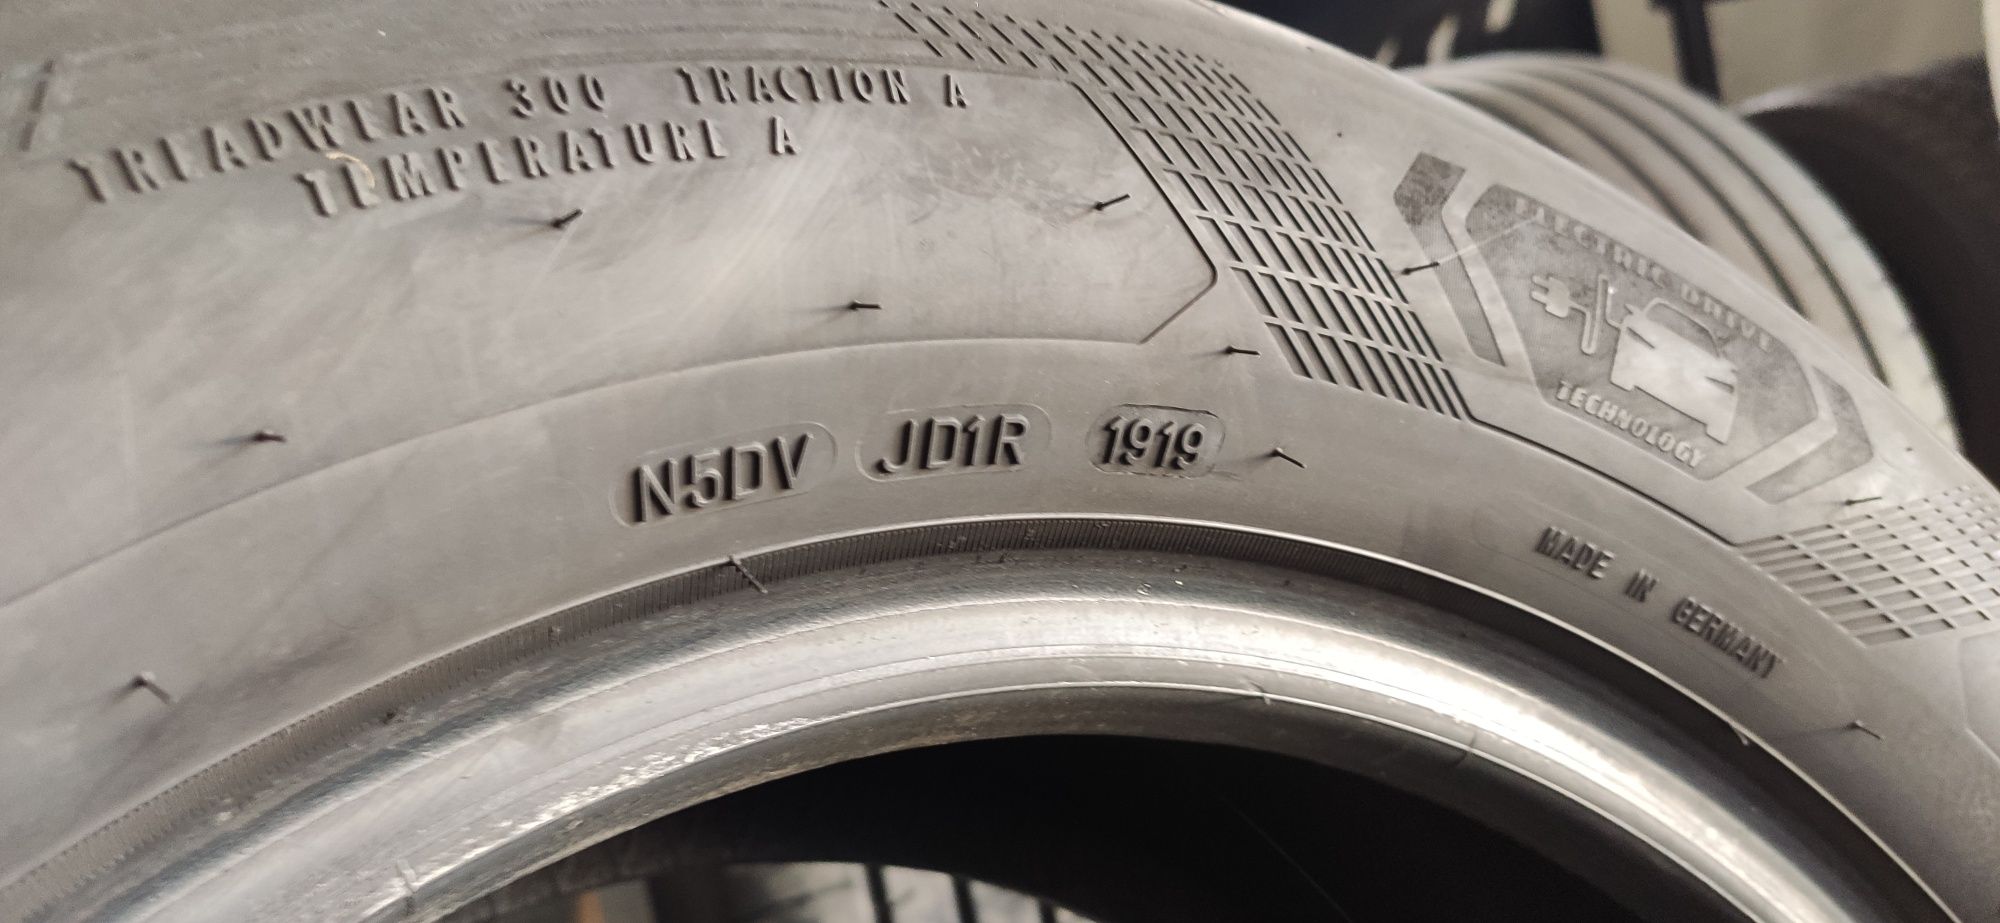 TREADWEAR 300 TRACTION A
TEMPERATURE A
ELECTRIC DRIVE
TECHNOLOGY
N5DV JD1R 1919
MADE IN GERMANY